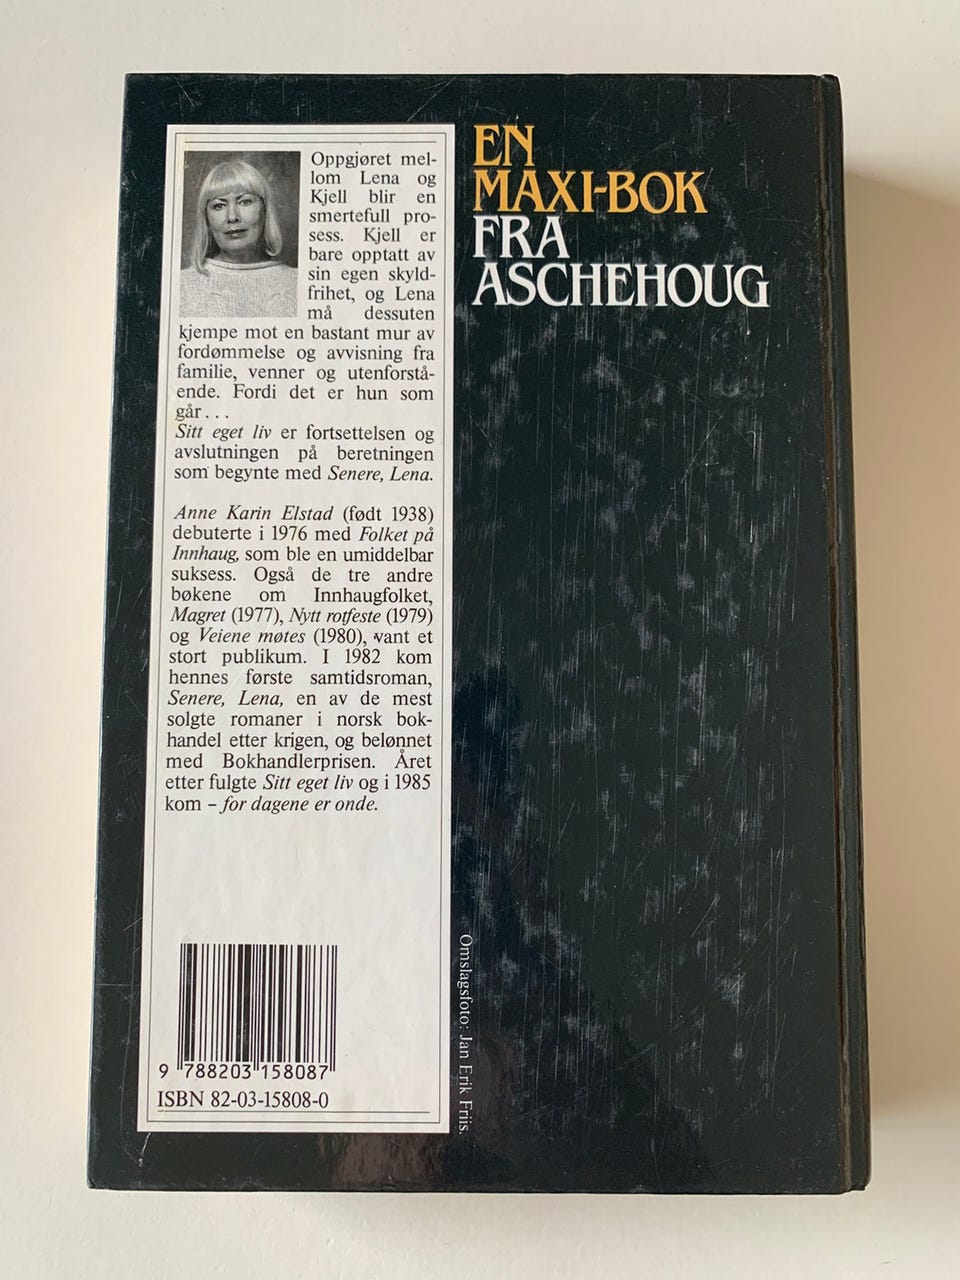 Oppgjøret mel-
lom Lena og
Kjell blir en
smertefull pro-
sess. Kjell er
bare opptatt av
sin egen skyld-
frihet, og Lena
må dessuten
kjempe mot en bastant mur av
fordømmelse og avvisning fra
familie, venner og utenforstå-
ende. Fordi det er hun som
går...
Sitt eget liv er fortsettelsen og
avslutningen på beretningen
som begynte med Senere, Lena.
Anne Karin Elstad (født 1938)
debuterte i 1976 med Folket på
Innhaug, som ble en umiddelbar
suksess. Også de tre andre
bøkene om Innhaugfolket,
Magret (1977), Nytt rotfeste (1979)
og Veiene møtes (1980), vant et
stort publikum. I 1982 kom
hennes første samtidsroman,
Senere, Lena, en av de mest
solgte romaner i norsk bok-
handel etter krigen, og belønnet
med Bokhandlerprisen. Året
etter fulgte Sitt eget liv og i 1985
kom – for dagene er onde.
9 788203 158087
ISBN 82-03-15808-0
Omslagsfoto: Jan Erik Friis.
EN
MAXI-BOK
FRA
ASCHEHOUG